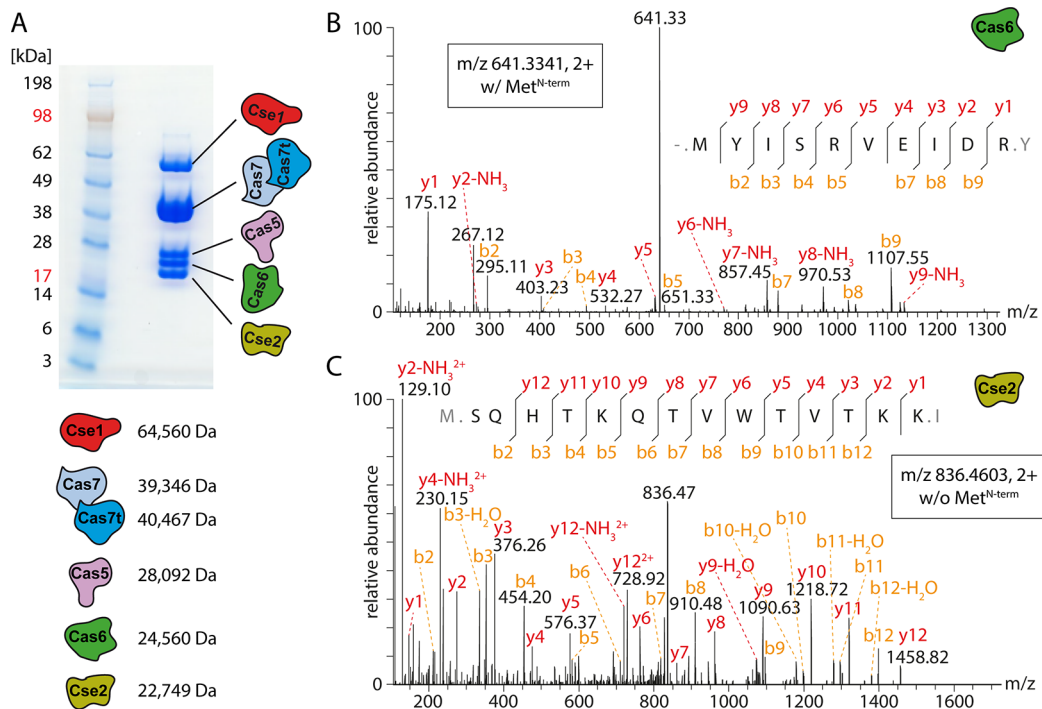 A
[kDa]
198
98
62
49
38
28
17
14
6
3
Cse1
Cas7
Cas7t
Cas5
Cas6
Cse2
Cse1 64,560 Da
Cas7 39,346 Da
Cas7t 40,467 Da
Cas5 28,092 Da
Cas6 24,560 Da
Cse2 22,749 Da
B
Cas6
641.33
100
m/z 641.3341, 2+
w/ Met^N-term
y9 y8 y7 y6 y5 y4 y3 y2 y1
-. M Y I S R V E I D R .Y
b2 b3 b4 b5 b7 b8 b9
relative abundance
y1
175.12
y2-NH₃
267.12
b2
295.11
y3
403.23
b3
b4
y4
532.27
y5
b5
651.33
y6-NH₃
y7-NH₃
857.45
b7
y8-NH₃
970.53
b8
b9
1107.55
y9-NH₃
0
200 300 400 500 600 700 800 900 1000 1100 1200 1300 m/z
C
Cse2
y2-NH₃²⁺
129.10
100
y12 y11 y10 y9 y8 y7 y6 y5 y4 y3 y2 y1
M. S Q H T K Q T V W T V T K K .I
b2 b3 b4 b5 b6 b7 b8 b9 b10 b11 b12
m/z 836.4603, 2+
w/o Met^N-term
relative abundance
y1
b2
y4-NH₃²⁺
230.15
y2
b3-H₂O
b3
y3
376.26
b4
454.20
y4
y5
576.37
b5
b6
y12-NH₃²⁺
y12²⁺
728.92
y6
b7
836.47
y7
b8
910.48
y8
y9-H₂O
y9
1090.63
b9
b10-H₂O
b10
y10
1218.72
b11-H₂O
b11
y11
b12-H₂O
b12
y12
1458.82
0
200 400 600 800 1000 1200 1400 1600 m/z